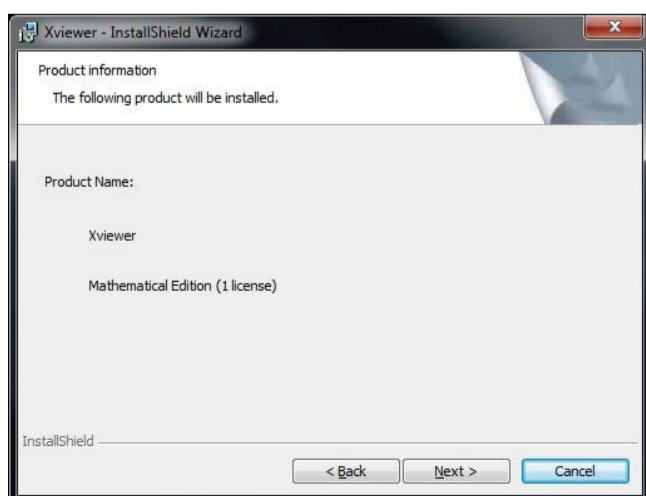 Xviewer - InstallShield Wizard
Product information
The following product will be installed.
Product Name:
Xviewer
Mathematical Edition (1 license)
InstallShield
< Back Next > Cancel